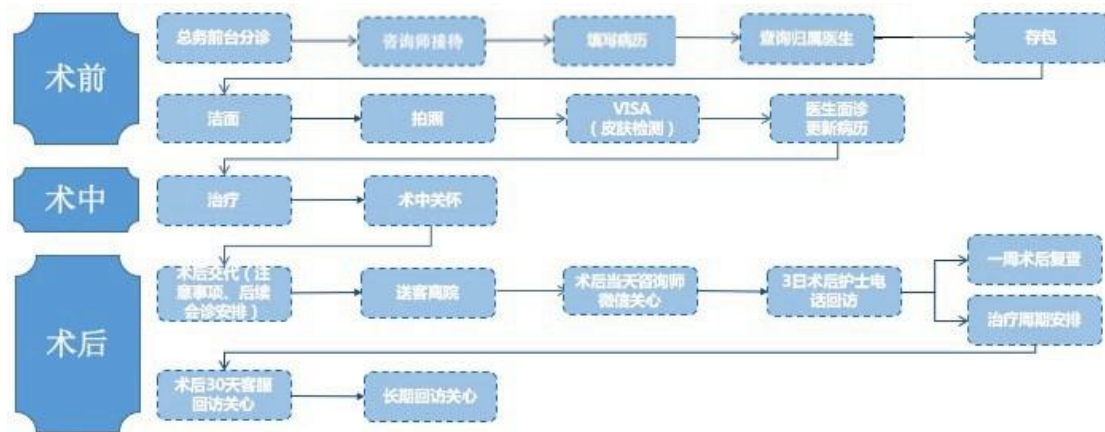 术前
总务前台分诊
咨询师接待
填写病历
查询归属医生
存包
洁面
拍照
VISA
（皮肤检测）
医生面诊
更新病历
术中
治疗
术中关怀
术后
术后交代（注
意事项、后续
会诊安排）
送客离院
术后当天咨询师
微信关心
3日术后护士电
话回访
一周术后复查
治疗周期安排
术后30天客服
回访关心
长期回访关心